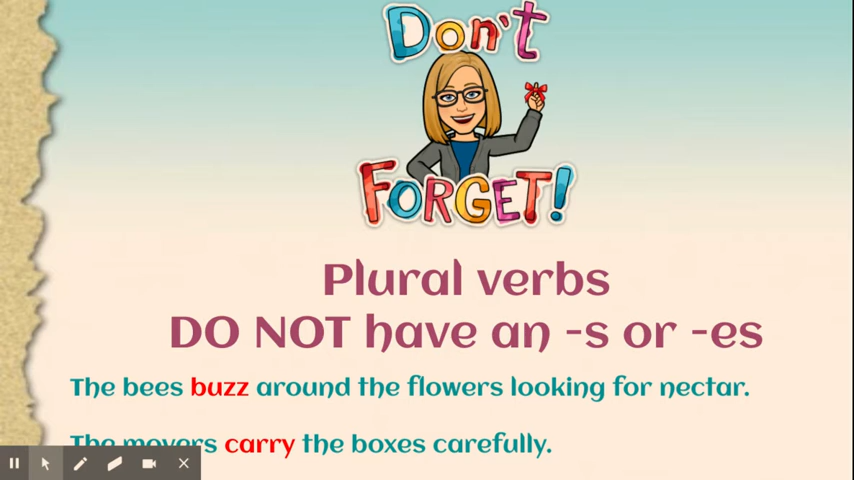 Don't
FORGET!
Plural verbs
DO NOT have an -s or -es
The bees buzz around the flowers looking for nectar.
The movers carry the boxes carefully.